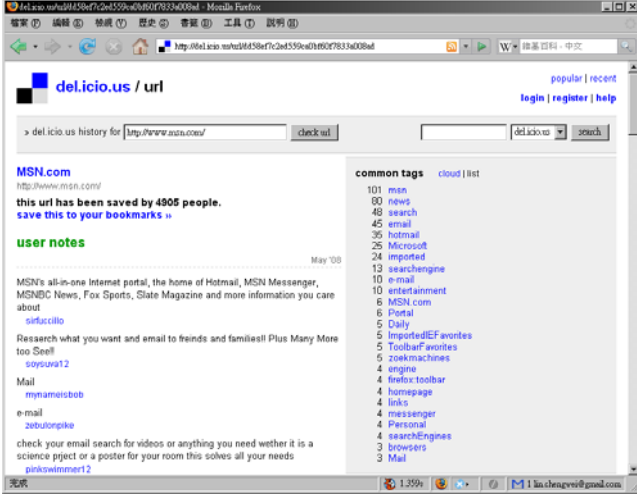 del.icio.us/url/dd58ef7c2ed559ca0bf60f7833a008ad - Mozilla Firefox
檔案(F) 編輯(E) 檢視(V) 歷史(S) 書籤(B) 工具(T) 說明(H)
http://del.icio.us/url/dd58ef7c2ed559ca0bf60f7833a008ad
W 維基百科 - 中文
del.icio.us / url
popular | recent
login | register | help
> del.icio.us history for http://www.msn.com/ check url
del.icio.us search
MSN.com
http://www.msn.com/
this url has been saved by 4905 people.
save this to your bookmarks »
user notes
May '08
MSN's all-in-one Internet portal, the home of Hotmail, MSN Messenger,
MSNBC News, Fox Sports, Slate Magazine and more information you care
about
sirfuccillo
Resaerch what you want and email to freinds and families!! Plus Many More
too See!!
soysuva12
Mail
mynameisbob
e-mail
zebulonpike
check your email search for videos or anything you need wether it is a
science prject or a poster for your room this solves all your needs
pinkswimmer12
common tags cloud | list
101 msn
80 news
48 search
45 email
35 hotmail
25 Microsoft
24 imported
13 searchengine
10 e-mail
10 entertainment
6 MSN.com
6 Portal
5 Daily
5 ImportedIEFavorites
5 ToolbarFavorites
5 zoekmachines
4 engine
4 firefox:toolbar
4 homepage
4 links
4 messenger
4 Personal
4 searchEngines
3 browsers
3 Mail
完成
1.359s
1 lin.chengwei@gmail.com